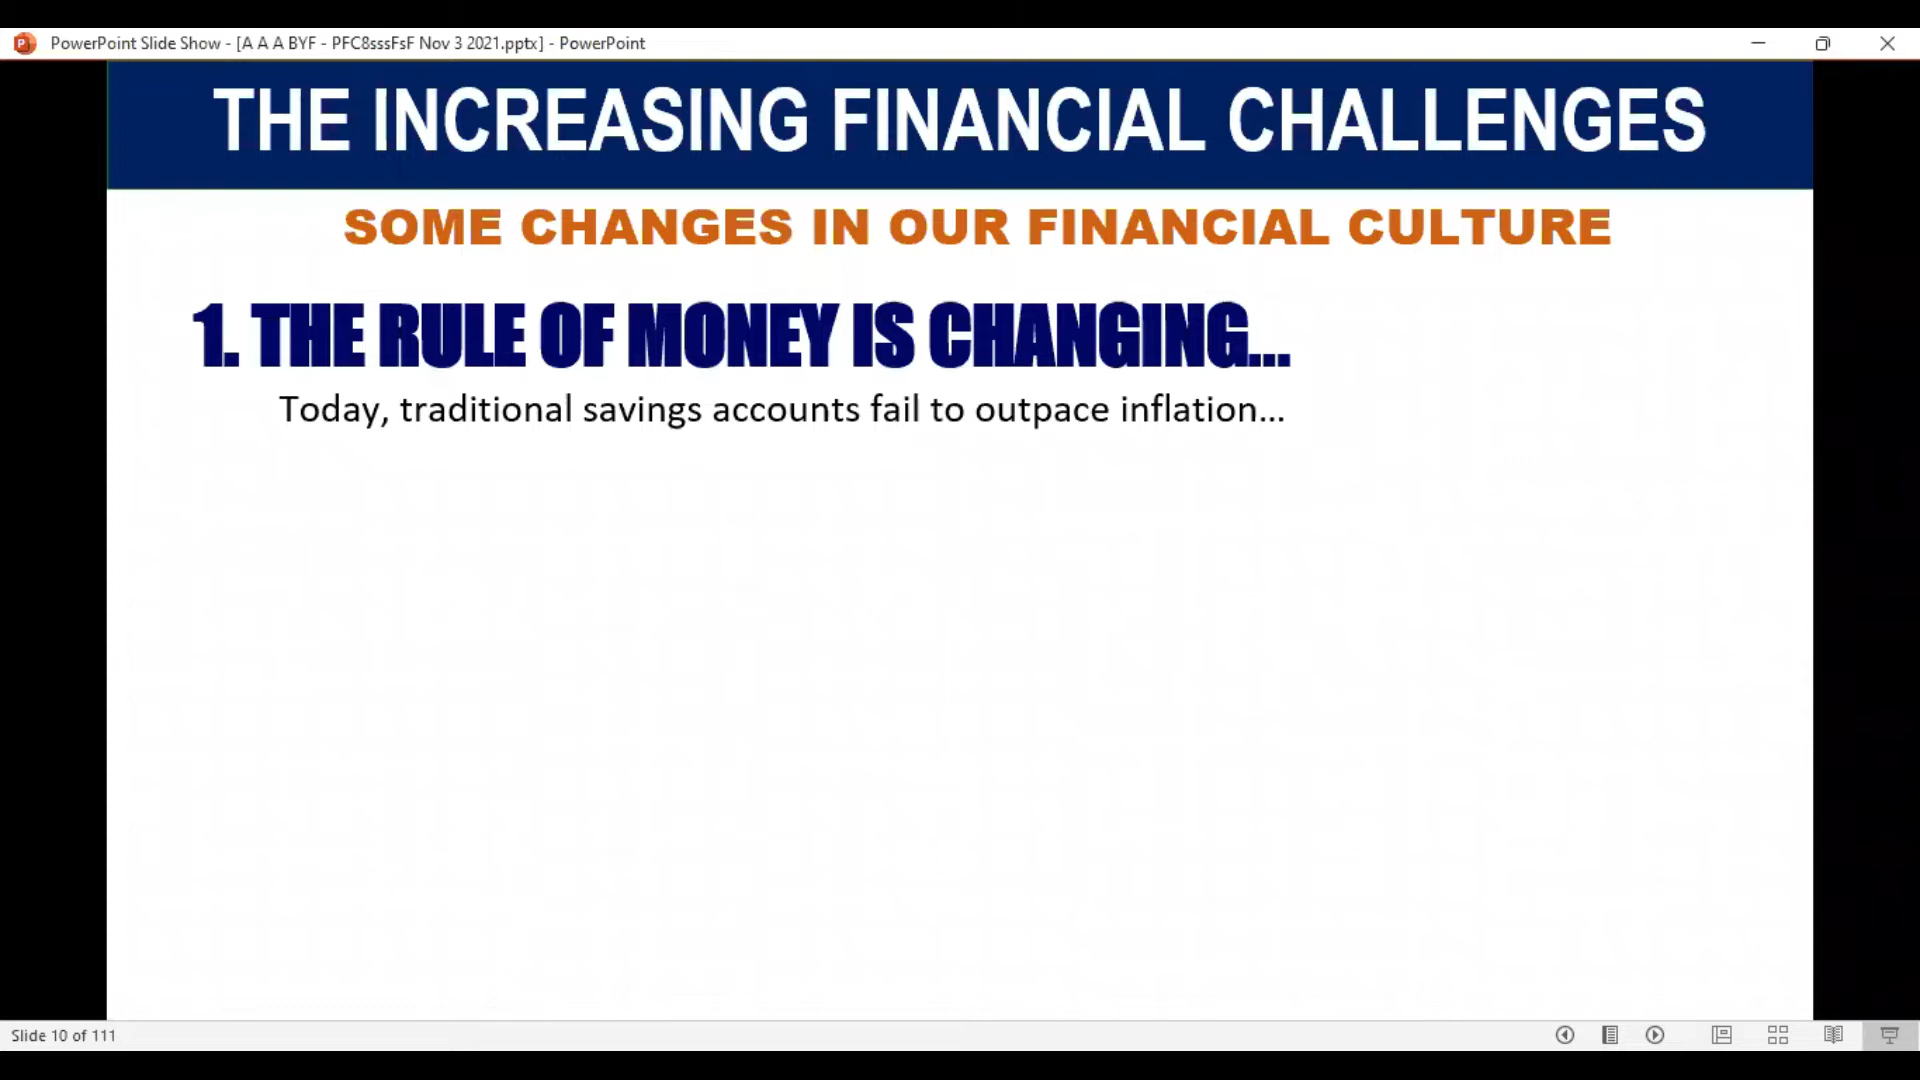 PowerPoint Slide Show - [A A A BYF - PFC8sssFsF Nov 3 2021.pptx] - PowerPoint
THE INCREASING FINANCIAL CHALLENGES
SOME CHANGES IN OUR FINANCIAL CULTURE
1. THE RULE OF MONEY IS CHANGING...
Today, traditional savings accounts fail to outpace inflation...
Slide 10 of 111